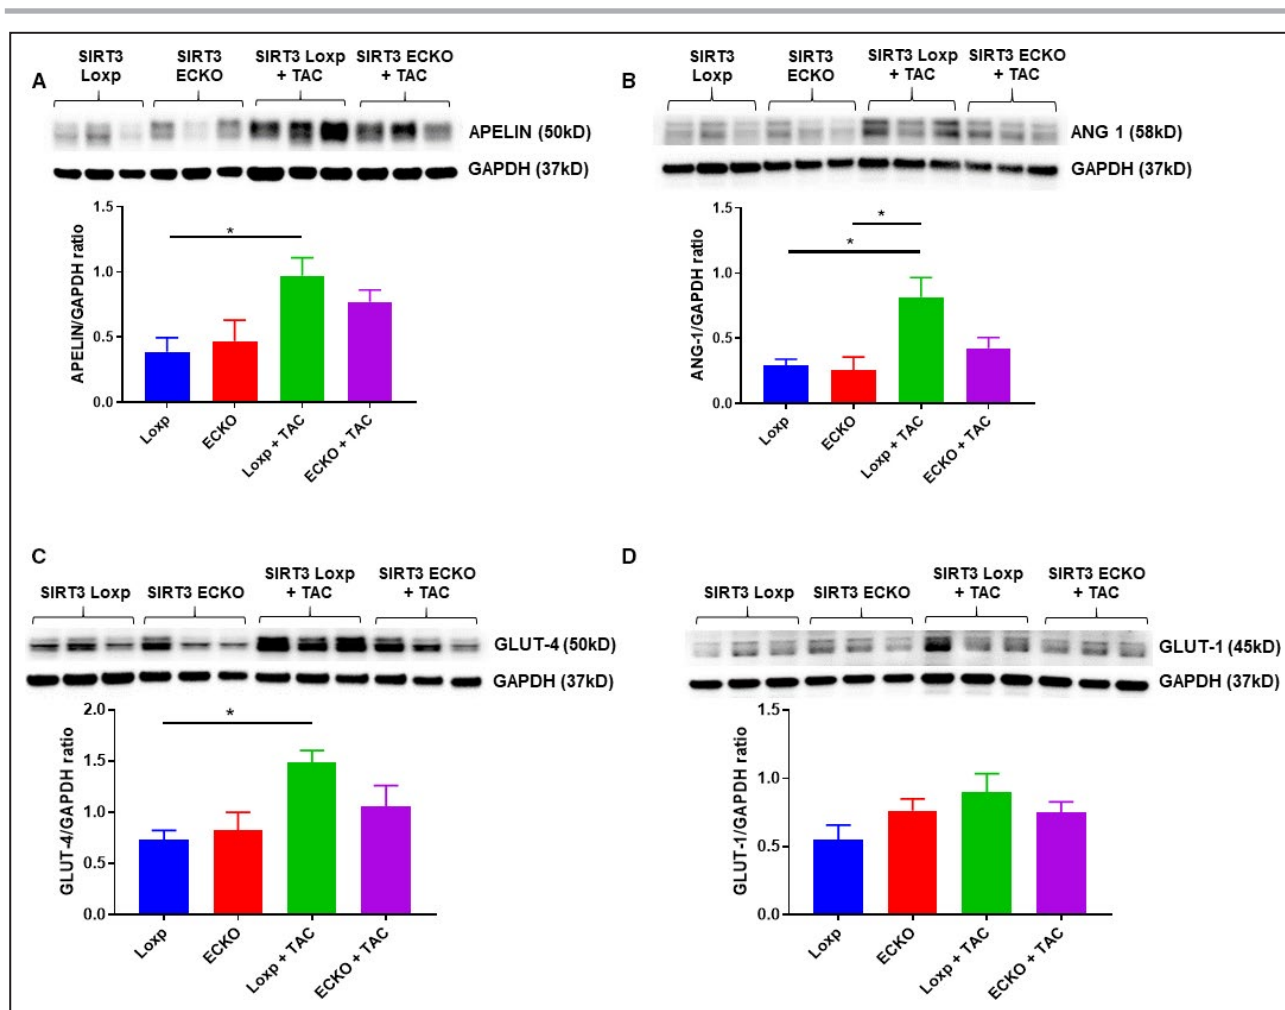 A
SIRT3 Loxp
SIRT3 ECKO
SIRT3 Loxp + TAC
SIRT3 ECKO + TAC
APELIN (50kD)
GAPDH (37kD)
APELIN/GAPDH ratio
1.5
1.0
0.5
0.0
*
Loxp
ECKO
Loxp + TAC
ECKO + TAC
B
SIRT3 Loxp
SIRT3 ECKO
SIRT3 Loxp + TAC
SIRT3 ECKO + TAC
ANG 1 (58kD)
GAPDH (37kD)
ANG-1/GAPDH ratio
1.5
1.0
0.5
0.0
*
*
Loxp
ECKO
Loxp + TAC
ECKO + TAC
C
SIRT3 Loxp
SIRT3 ECKO
SIRT3 Loxp + TAC
SIRT3 ECKO + TAC
GLUT-4 (50kD)
GAPDH (37kD)
GLUT-4/GAPDH ratio
2.0
1.5
1.0
0.5
0.0
*
Loxp
ECKO
Loxp + TAC
ECKO + TAC
D
SIRT3 Loxp
SIRT3 ECKO
SIRT3 Loxp + TAC
SIRT3 ECKO + TAC
GLUT-1 (45kD)
GAPDH (37kD)
GLUT-1/GAPDH ratio
1.5
1.0
0.5
0.0
Loxp
ECKO
Loxp + TAC
ECKO + TAC